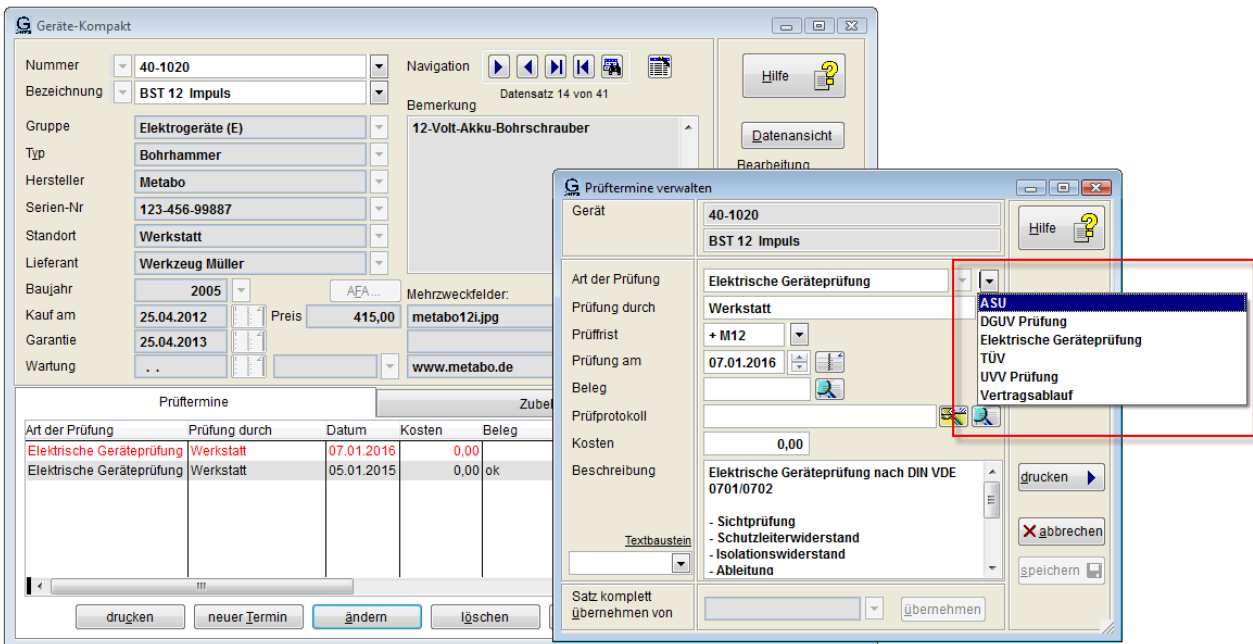 Geräte-Kompakt
Nummer 40-1020
Bezeichnung BST 12 Impuls
Gruppe Elektrogeräte (E)
Typ Bohrhammer
Hersteller Metabo
Serien-Nr 123-456-99887
Standort Werkstatt
Lieferant Werkzeug Müller
Baujahr 2005 AFA...
Kauf am 25.04.2012 Preis 415,00
Garantie 25.04.2013
Wartung . .
Navigation
Datensatz 14 von 41
Bemerkung
12-Volt-Akku-Bohrschrauber
Mehrzweckfelder:
metabo12i.jpg
www.metabo.de
Hilfe
Datenansicht
Bearbeitung
Prüftermine
Art der Prüfung Prüfung durch Datum Kosten Beleg
Elektrische Geräteprüfung Werkstatt 07.01.2016 0,00
Elektrische Geräteprüfung Werkstatt 05.01.2015 0,00 ok
drucken neuer Termin ändern löschen
Prüftermine verwalten
Gerät 40-1020
BST 12 Impuls
Art der Prüfung Elektrische Geräteprüfung
Prüfung durch Werkstatt
Prüffrist + M12
Prüfung am 07.01.2016
Beleg
Prüfprotokoll
Kosten 0,00
Beschreibung Elektrische Geräteprüfung nach DIN VDE
0701/0702
- Sichtprüfung
- Schutzleiterwiderstand
- Isolationswiderstand
- Ableitung
Textbaustein
Satz komplett
übernehmen von übernehmen
Hilfe
ASU
DGUV Prüfung
Elektrische Geräteprüfung
TÜV
UVV Prüfung
Vertragsablauf
drucken
abbrechen
speichern